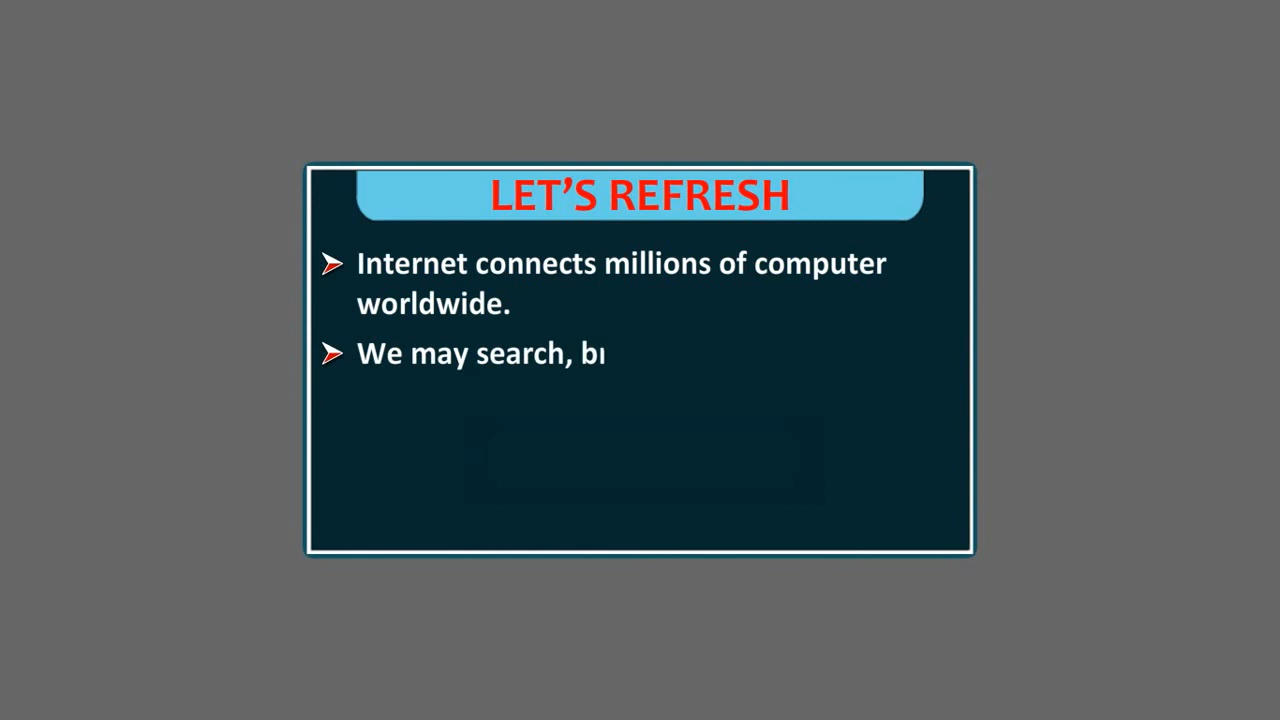 LET’S REFRESH
Internet connects millions of computer
worldwide.
We may search,